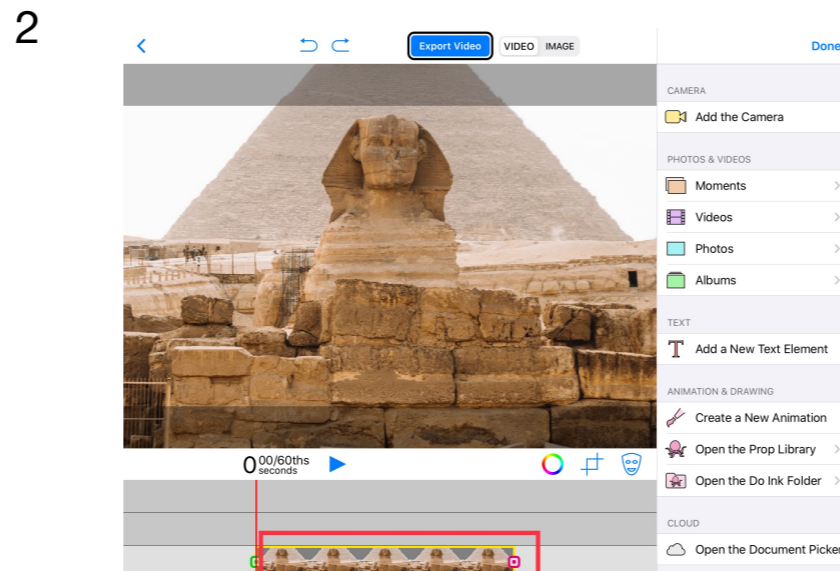 2
Export Video VIDEO IMAGE
Done
CAMERA
Add the Camera
PHOTOS & VIDEOS
Moments
Videos
Photos
Albums
TEXT
Add a New Text Element
ANIMATION & DRAWING
Create a New Animation
Open the Prop Library
Open the Do Ink Folder
0 00/60ths
seconds
CLOUD
Open the Document Picker